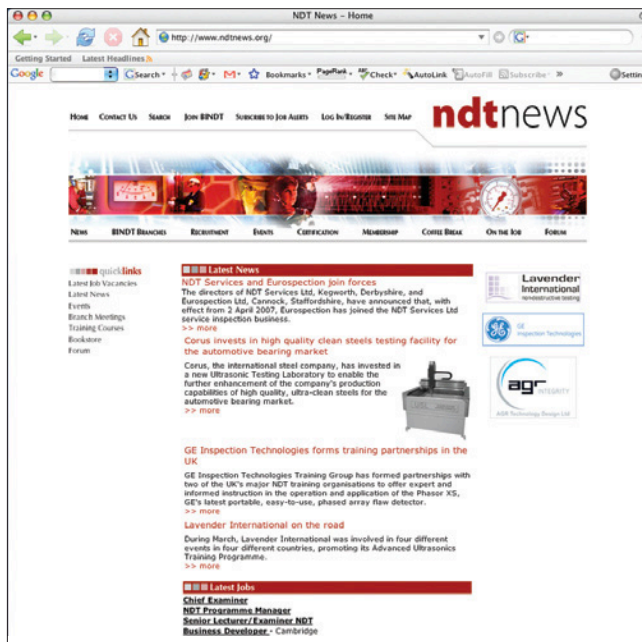 NDT News – Home
http://www.ndtnews.org/
G
Getting Started Latest Headlines
Google Search Bookmarks PageRank Check AutoLink AutoFill Subscribe » Settin
HOME CONTACT US SEARCH JOIN BINDT SUBSCRIBE TO JOB ALERTS LOG IN/REGISTER SITE MAP
ndtnews
NEWS BINDT BRANCHES RECRUITMENT EVENTS CERTIFICATION MEMBERSHIP COFFEE BREAK ON THE JOB FORUM
quicklinks
Latest Job Vacancies
Latest News
Events
Branch Meetings
Training Courses
Bookstore
Forum
LATEST NEWS
NDT Services and Eurospection join forces
The directors of NDT Services Ltd, Kegworth, Derbyshire, and
Eurospection Ltd, Cannock, Staffordshire, have announced that, with
effect from 2 April 2007, Eurospection has joined the NDT Services Ltd
service inspection business.
>> more
Corus invests in high quality clean steels testing facility for
the automotive bearing market
Corus, the international steel company, has invested in
a new Ultrasonic Testing Laboratory to enable the
further enhancement of the company's production
capabilities of high quality, ultra-clean steels for the
automotive bearing market.
>> more
GE Inspection Technologies forms training partnerships in the
UK
GE Inspection Technologies Training Group has formed partnerships with
two of the UK's major NDT training organisations to offer expert and
informed instruction in the operation and application of the Phasor XS,
GE's latest portable, easy-to-use, phased array flaw detector.
>> more
Lavender International on the road
During March, Lavender International was involved in four different
events in four different countries, promoting its Advanced Ultrasonics
Training Programme.
>> more
LATEST JOBS
Chief Examiner
NDT Programme Manager
Senior Lecturer/Examiner NDT
Business Developer - Cambridge
Lavender
International
nondestructive testing
GE
Inspection Technologies
agr
INTEGRITY
AGR Technology Design Ltd